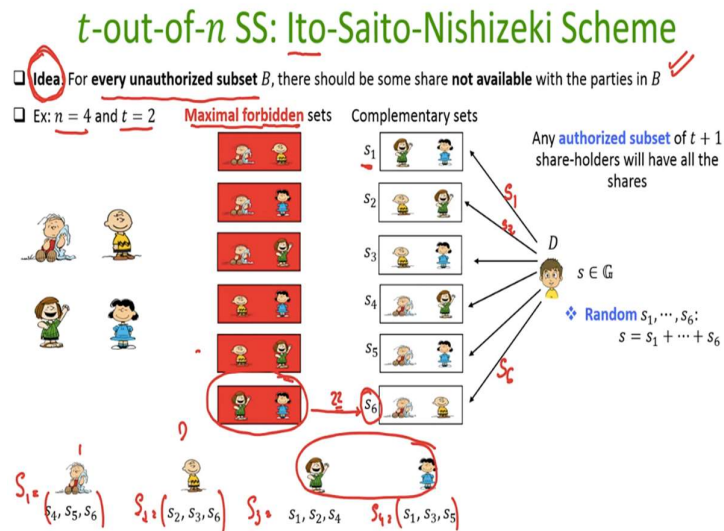 t-out-of-n SS: Ito-Saito-Nishizeki Scheme
❑ Idea: For every unauthorized subset B, there should be some share not available with the parties in B
❑ Ex: n = 4 and t = 2
Maximal forbidden sets
Complementary sets
Any authorized subset of t + 1
share-holders will have all the
shares
s₁
s₂
s₃
s₄
s₅
s₆
S₁
s₂
S₆
D
s ∈ 𝔾
❖ Random s₁, ⋯, s₆:
s = s₁ + ⋯ + s₆
S₁ = (s₄, s₅, s₆)
S₂ = (s₂, s₃, s₆)
S₃ = s₁, s₂, s₄
S₄ = (s₁, s₃, s₅)